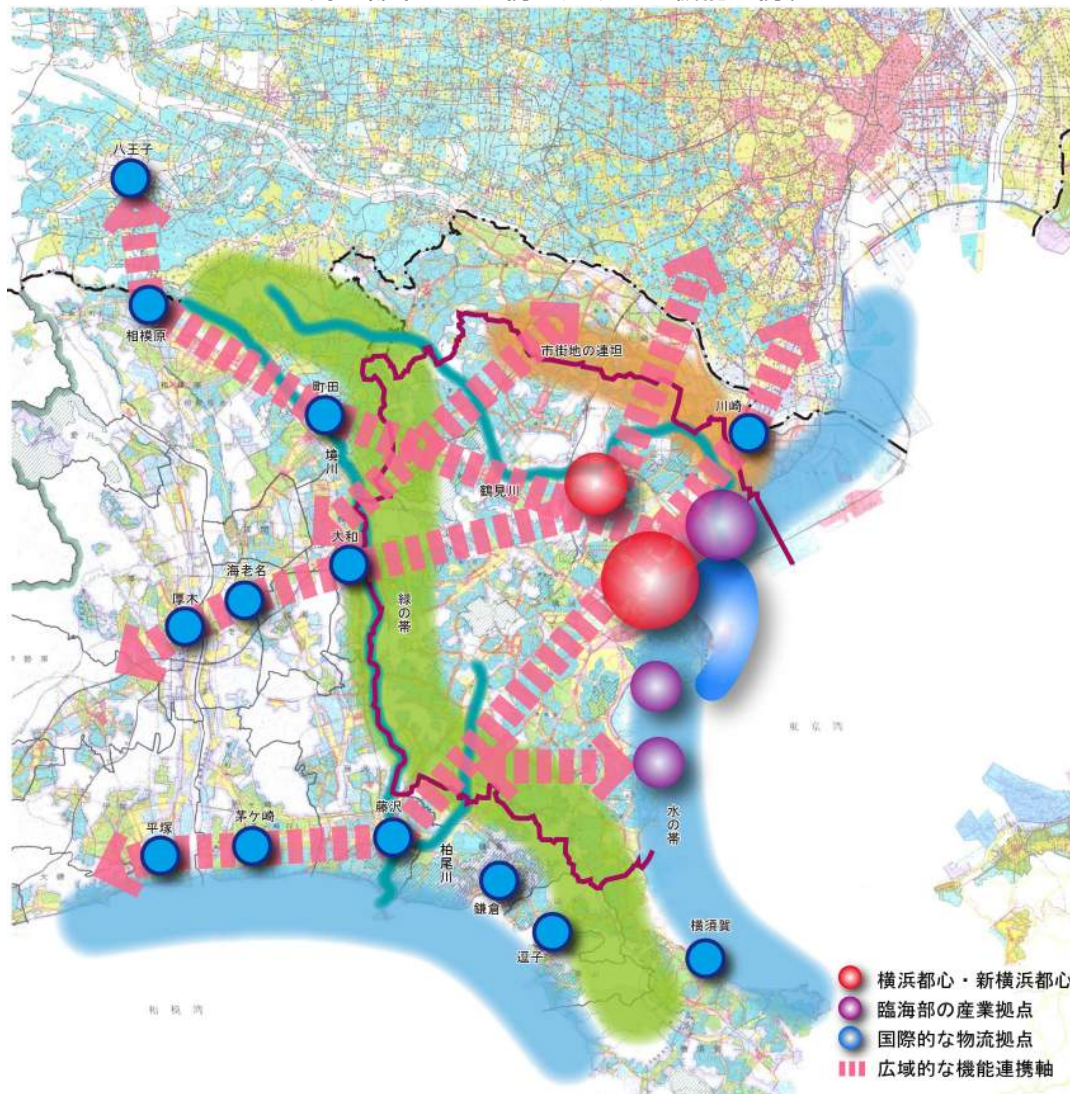 八王子
相模原
町田
境川
市街地の連坦
川崎
鶴見川
大和
海老名
厚木
緑の帯
東京湾
水の帯
藤沢
茅ケ崎
平塚
柏尾川
鎌倉
逗子
横須賀
相模湾
横浜都心・新横浜都心
臨海部の産業拠点
国際的な物流拠点
広域的な機能連携軸